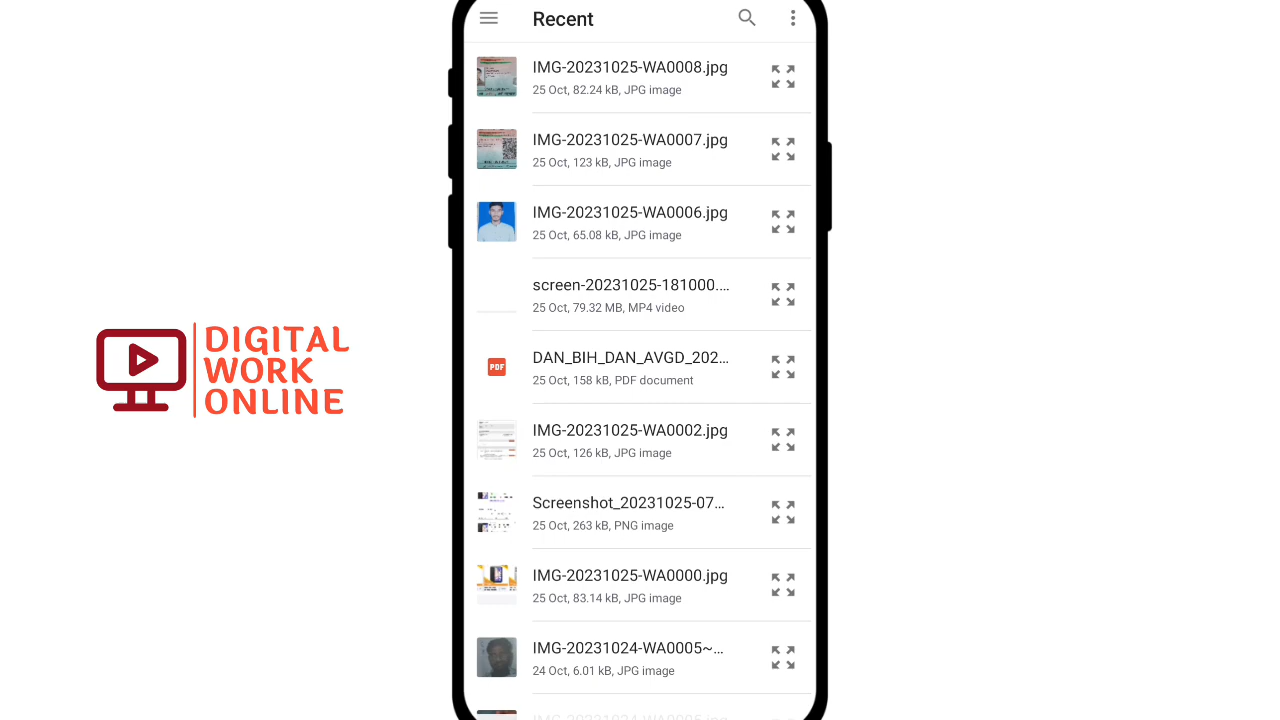 Recent
IMG-20231025-WA0008.jpg
25 Oct, 82.24 kB, JPG image
IMG-20231025-WA0007.jpg
25 Oct, 123 kB, JPG image
IMG-20231025-WA0006.jpg
25 Oct, 65.08 kB, JPG image
screen-20231025-181000....
25 Oct, 79.32 MB, MP4 video
PDF
DAN_BIH_DAN_AVGD_202...
25 Oct, 158 kB, PDF document
IMG-20231025-WA0002.jpg
25 Oct, 126 kB, JPG image
Screenshot_20231025-07...
25 Oct, 263 kB, PNG image
IMG-20231025-WA0000.jpg
25 Oct, 83.14 kB, JPG image
IMG-20231024-WA0005~...
24 Oct, 6.01 kB, JPG image
DIGITAL
WORK
ONLINE